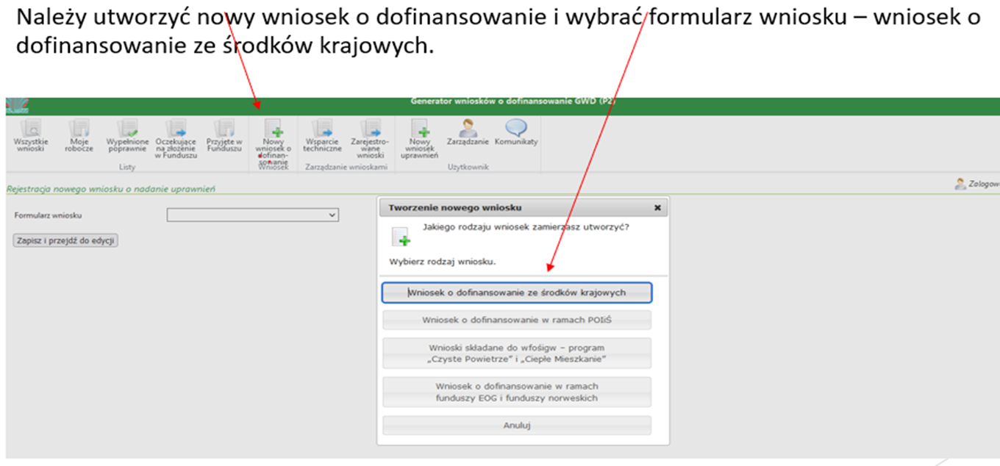 Należy utworzyć nowy wniosek o dofinansowanie i wybrać formularz wniosku – wniosek o
dofinansowanie ze środków krajowych.
Generator wniosków o dofinansowanie GWD (P2)
Wszystkie
wnioski
Moje
robocze
Wypełnione
poprawnie
Oczekujące
na złożenie
w Funduszu
Przyjęte w
Funduszu
Nowy
wniosek o
dofinan-
sowanie
Wsparcie
techniczne
Zarejestro-
wane
wnioski
Nowy
wniosek
uprawnień
Zarządzanie
Komunikaty
Listy
Wniosek
Zarządzanie wnioskami
Użytkownik
Rejestracja nowego wniosku o nadanie uprawnień
Zalogow
Formularz wniosku
Zapisz i przejdź do edycji
Tworzenie nowego wniosku
Jakiego rodzaju wniosek zamierzasz utworzyć?
Wybierz rodzaj wniosku.
Wniosek o dofinansowanie ze środków krajowych
Wniosek o dofinansowanie w ramach POIiŚ
Wnioski składane do wfośigw – program
„Czyste Powietrze” i „Ciepłe Mieszkanie”
Wniosek o dofinansowanie w ramach
funduszy EOG i funduszy norweskich
Anuluj